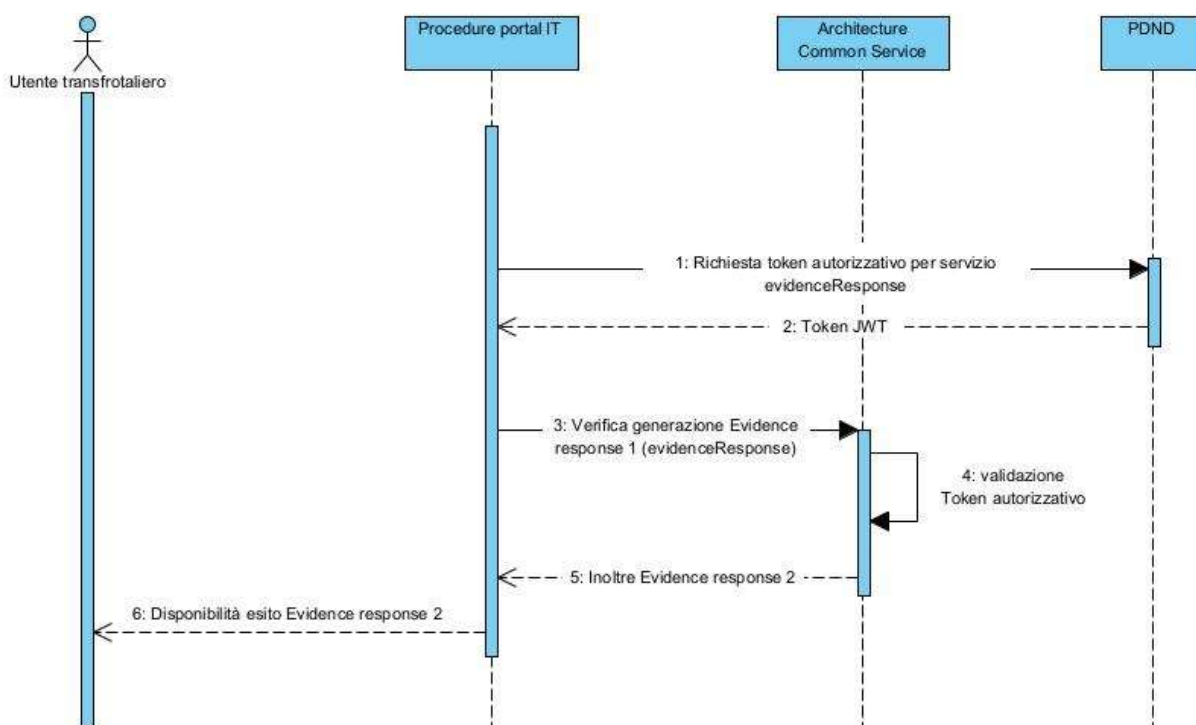 Procedure portal IT
Architecture
Common Service
PDND
Utente transfrotaliero
1: Richiesta token autorizzativo per servizio
evidenceResponse
2: Token JWT
3: Verifica generazione Evidence
response 1 (evidenceResponse)
4: validazione
Token autorizzativo
5: Inoltre Evidence response 2
6: Disponibilità esito Evidence response 2